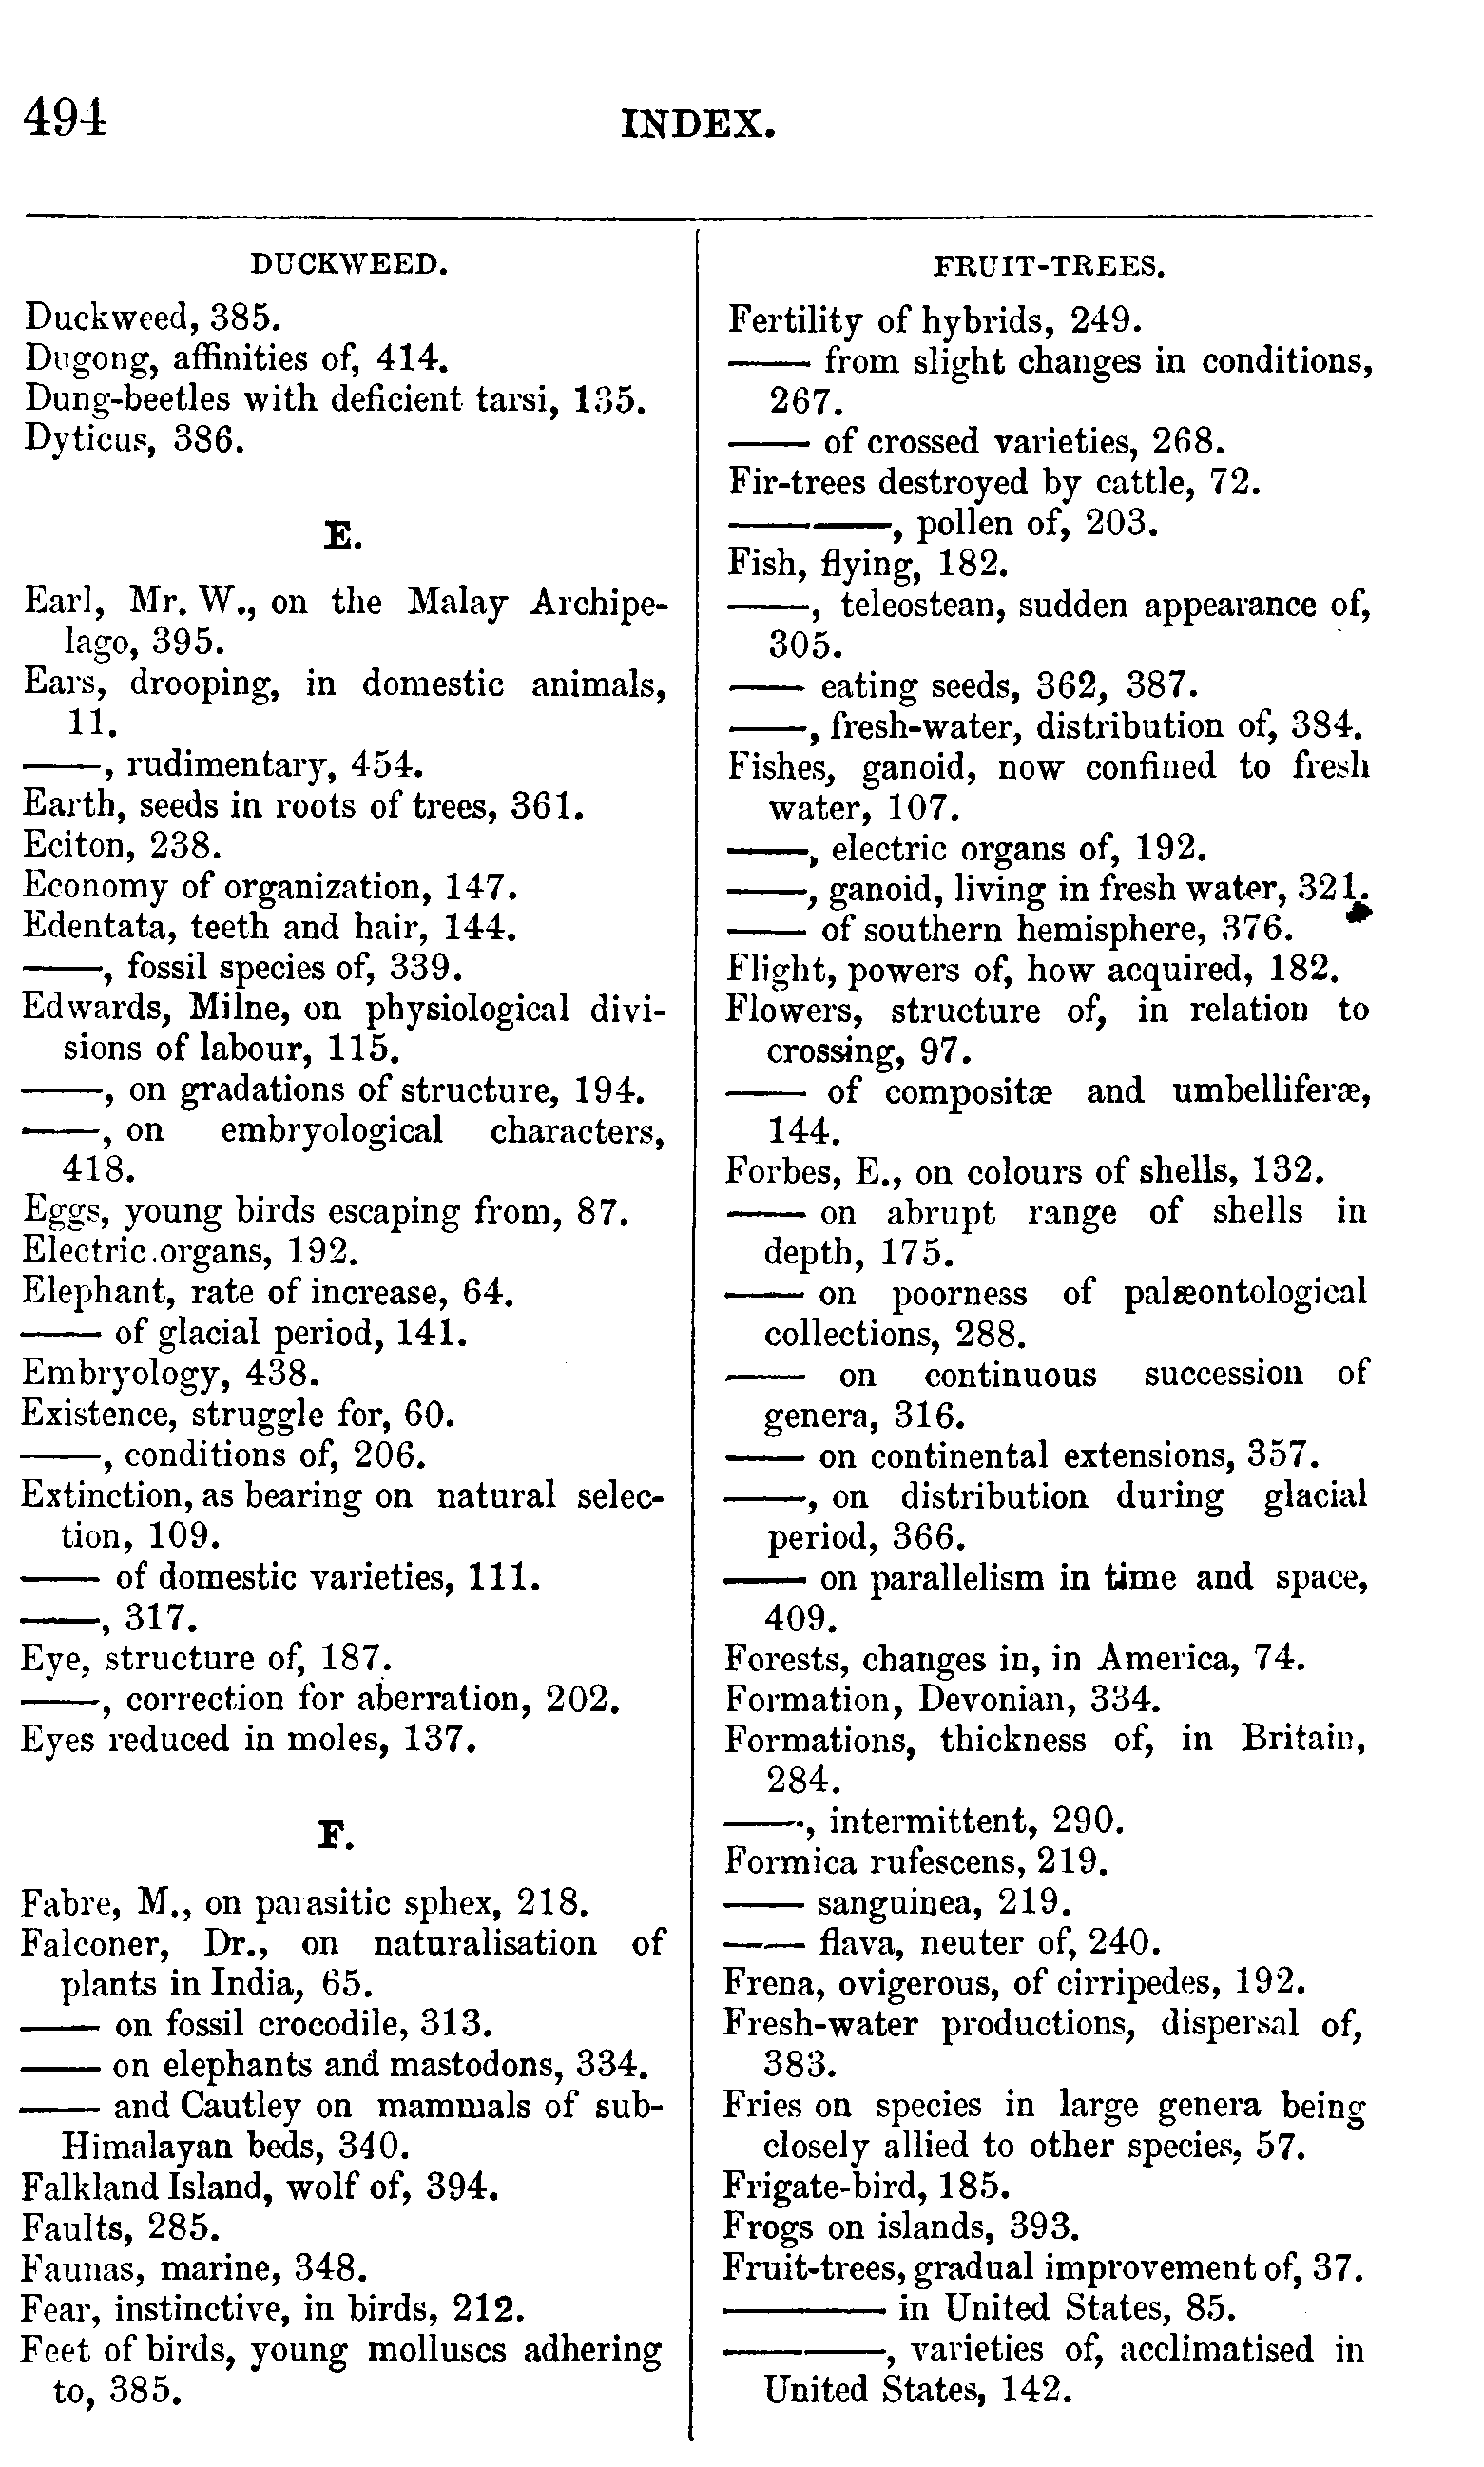 494
INDEX.
DUCKWEED.
Duckweed, 385.
Dugong, affinities of, 414.
Dung-beetles with deficient tarsi, 135.
Dyticus, 386.
E.
Earl, Mr. W., on the Malay Archipe-
lago, 395.
Ears, drooping, in domestic animals,
11.
——, rudimentary, 454.
Earth, seeds in roots of trees, 361.
Eciton, 238.
Economy of organization, 147.
Edentata, teeth and hair, 144.
——, fossil species of, 339.
Edwards, Milne, on physiological divi-
sions of labour, 115.
——, on gradations of structure, 194.
——, on embryological characters,
418.
Eggs, young birds escaping from, 87.
Electric organs, 192.
Elephant, rate of increase, 64.
—— of glacial period, 141.
Embryology, 438.
Existence, struggle for, 60.
——, conditions of, 206.
Extinction, as bearing on natural selec-
tion, 109.
—— of domestic varieties, 111.
——, 317.
Eye, structure of, 187.
——, correction for aberration, 202.
Eyes reduced in moles, 137.
F.
Fabre, M., on parasitic sphex, 218.
Falconer, Dr., on naturalisation of
plants in India, 65.
—— on fossil crocodile, 313.
—— on elephants and mastodons, 334.
—— and Cautley on mammals of sub-
Himalayan beds, 340.
Falkland Island, wolf of, 394.
Faults, 285.
Faunas, marine, 348.
Fear, instinctive, in birds, 212.
Feet of birds, young molluscs adhering
to, 385.
FRUIT-TREES.
Fertility of hybrids, 249.
—— from slight changes in conditions,
267.
—— of crossed varieties, 268.
Fir-trees destroyed by cattle, 72.
————, pollen of, 203.
Fish, flying, 182.
——, teleostean, sudden appearance of,
305.
—— eating seeds, 362, 387.
——, fresh-water, distribution of, 384.
Fishes, ganoid, now confined to fresh
water, 107.
——, electric organs of, 192.
——, ganoid, living in fresh water, 321.
—— of southern hemisphere, 376.
Flight, powers of, how acquired, 182.
Flowers, structure of, in relation to
crossing, 97.
—— of compositæ and umbelliferæ,
144.
Forbes, E., on colours of shells, 132.
—— on abrupt range of shells in
depth, 175.
—— on poorness of palæontological
collections, 288.
—— on continuous succession of
genera, 316.
—— on continental extensions, 357.
——, on distribution during glacial
period, 366.
—— on parallelism in time and space,
409.
Forests, changes in, in America, 74.
Formation, Devonian, 334.
Formations, thickness of, in Britain,
284.
——, intermittent, 290.
Formica rufescens, 219.
—— sanguinea, 219.
—— flava, neuter of, 240.
Frena, ovigerous, of cirripedes, 192.
Fresh-water productions, dispersal of,
383.
Fries on species in large genera being
closely allied to other species, 57.
Frigate-bird, 185.
Frogs on islands, 393.
Fruit-trees, gradual improvement of, 37.
———— in United States, 85.
————, varieties of, acclimatised in
United States, 142.